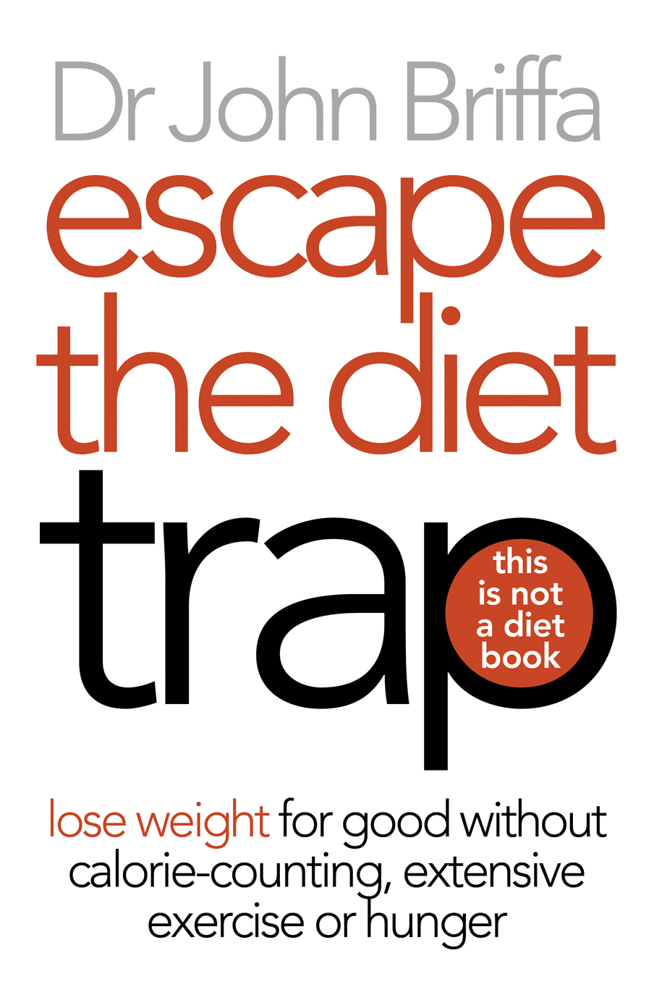 Dr John Briffa
escape
the diet
trap
this
is not
a diet
book
lose weight for good without
calorie-counting, extensive
exercise or hunger